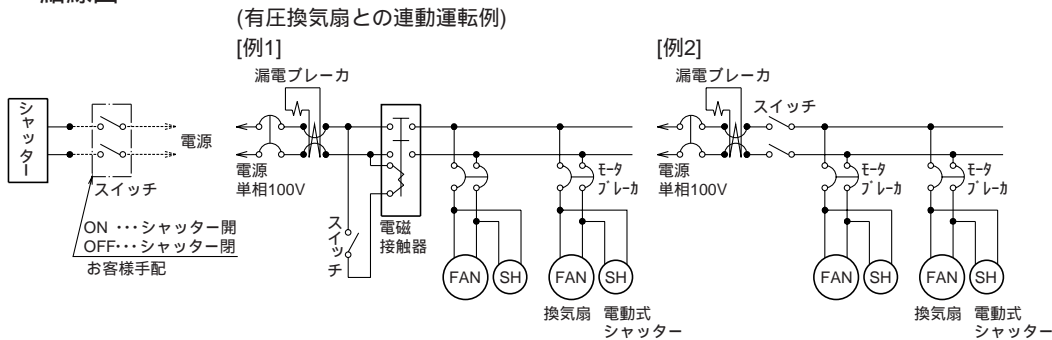 (有圧換気扇との連動運転例)
[例1]
[例2]
シャッター
スイッチ
電源
ON ・・・シャッター開
OFF・・・シャッター閉
お客様手配
漏電ブレーカ
電源
単相100V
スイッチ
電磁
接触器
モータ
ブレーカ
FAN
SH
FAN
SH
換気扇
電動式
シャッター
漏電ブレーカ
スイッチ
電源
単相100V
モータ
ブレーカ
モータ
ブレーカ
FAN
SH
FAN
SH
換気扇
電動式
シャッター